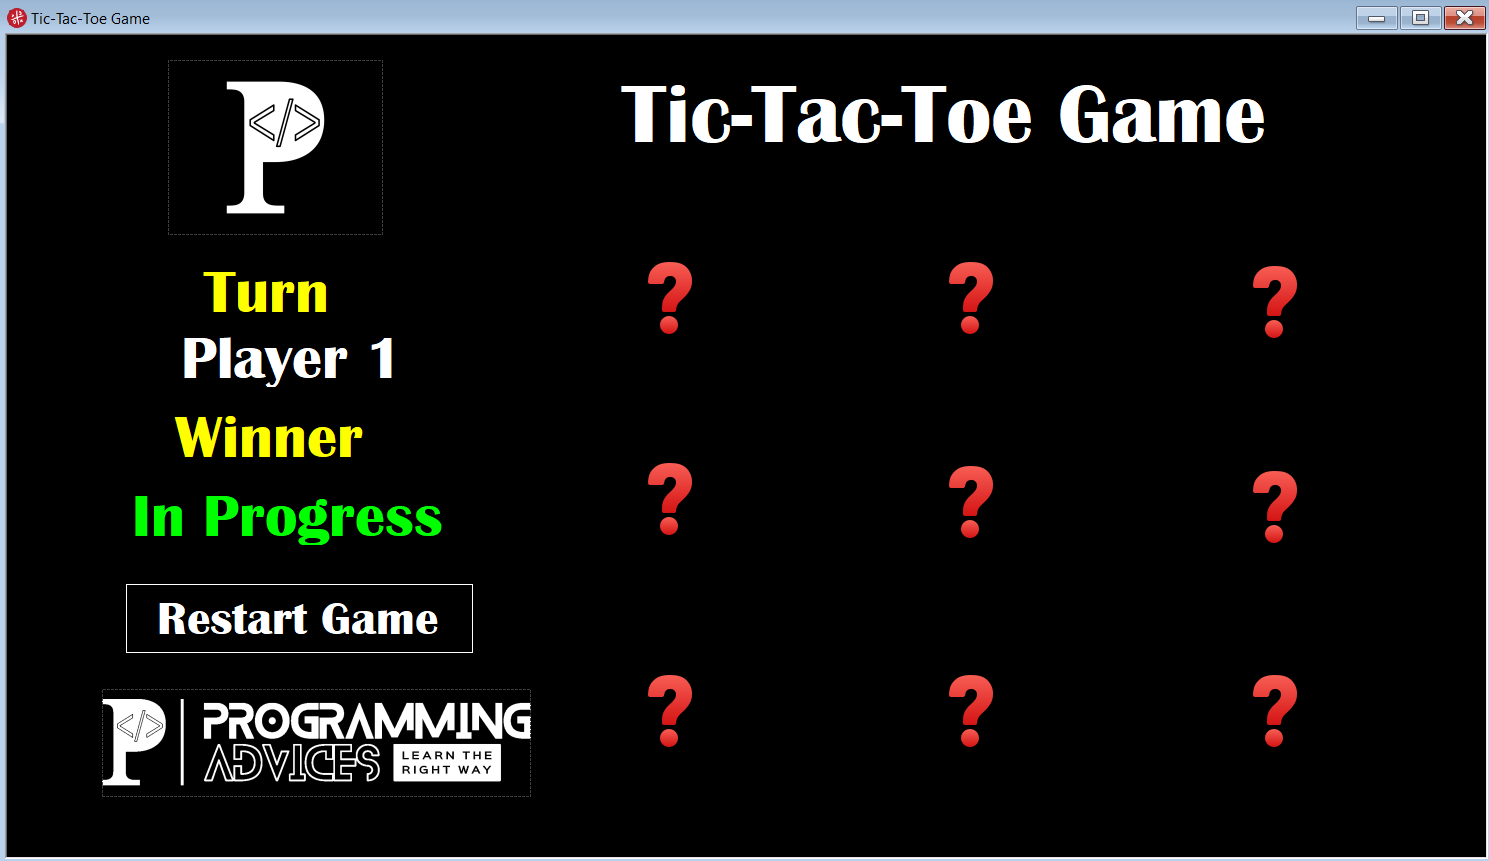 Tic-Tac-Toe Game
P
</>
Tic-Tac-Toe Game
Turn
Player 1
Winner
In Progress
Restart Game
? ? ?
? ? ?
? ? ?
P
</>
PROGRAMMING
ADVICES
LEARN THE
RIGHT WAY